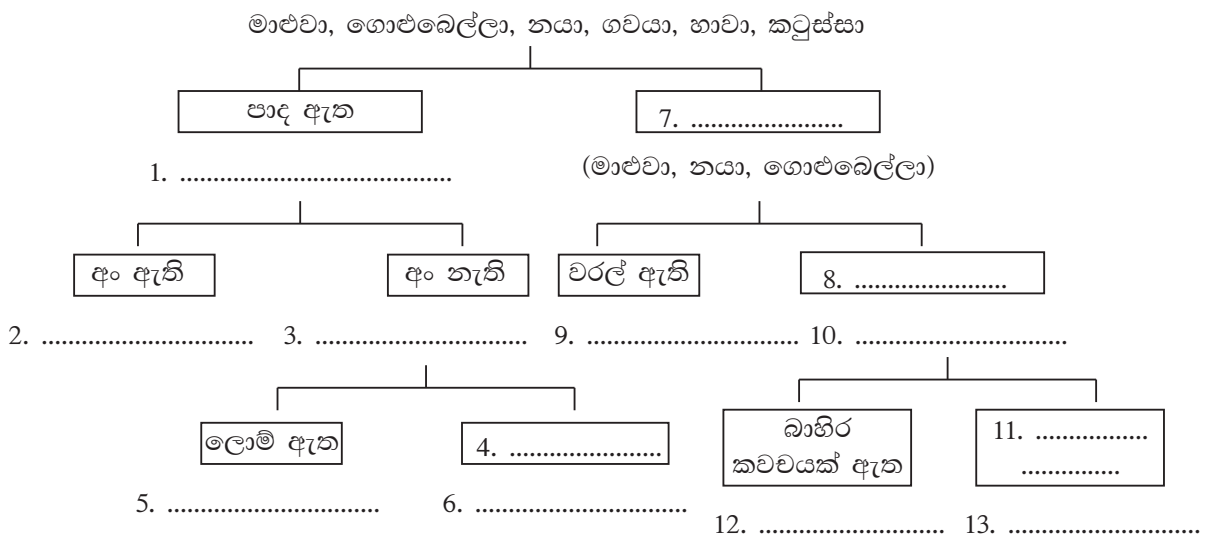 මාළුවා, ගොළුබෙල්ලා, නයා, ගවයා, හාවා, කටුස්සා
පාද ඇත
7. .......................
1. .........................................
(මාළුවා, නයා, ගොළුබෙල්ලා)
අං ඇති
අං නැති
වරල් ඇති
8. .......................
2. ................................ 3. ................................ 9. ................................ 10. ................................
ලොම් ඇත
4. .......................
බාහිර
කවචයක් ඇත
11. .................
...............
5. ................................ 6. ................................
12. ............................ 13. .............................